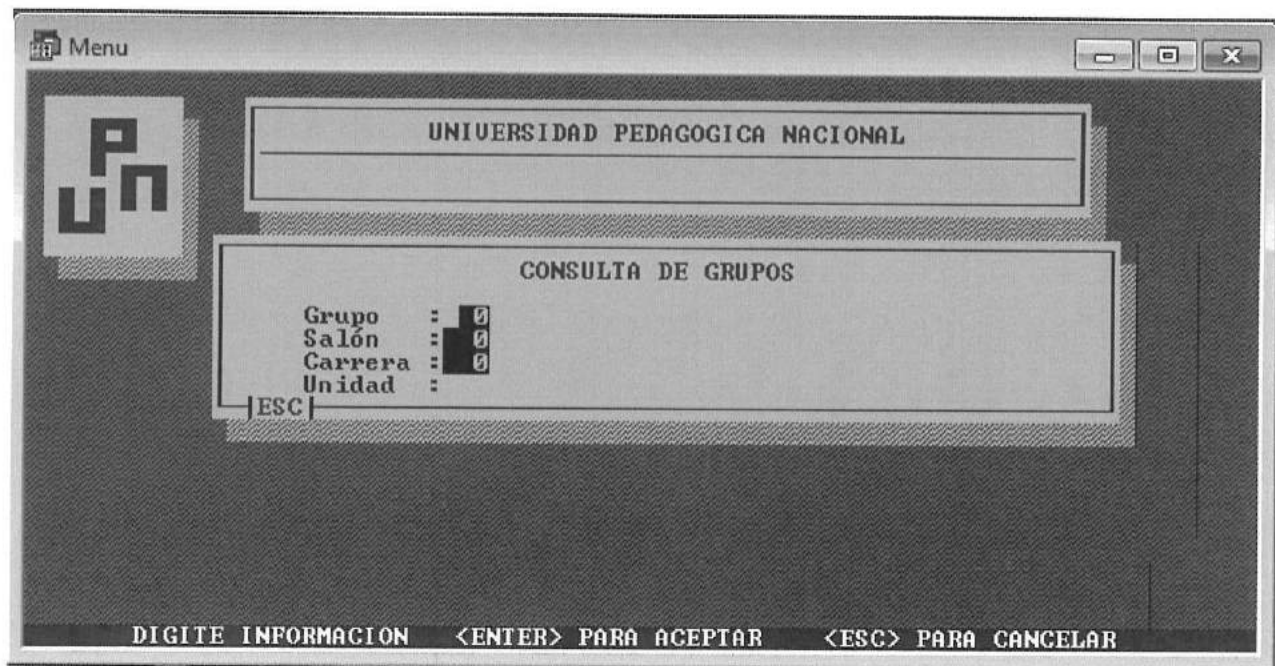 Menu
UPN
UNIVERSIDAD PEDAGOGICA NACIONAL
CONSULTA DE GRUPOS
Grupo : 0
Salón : 0
Carrera : 0
Unidad :
ESC
DIGITE INFORMACION <ENTER> PARA ACEPTAR <ESC> PARA CANCELAR